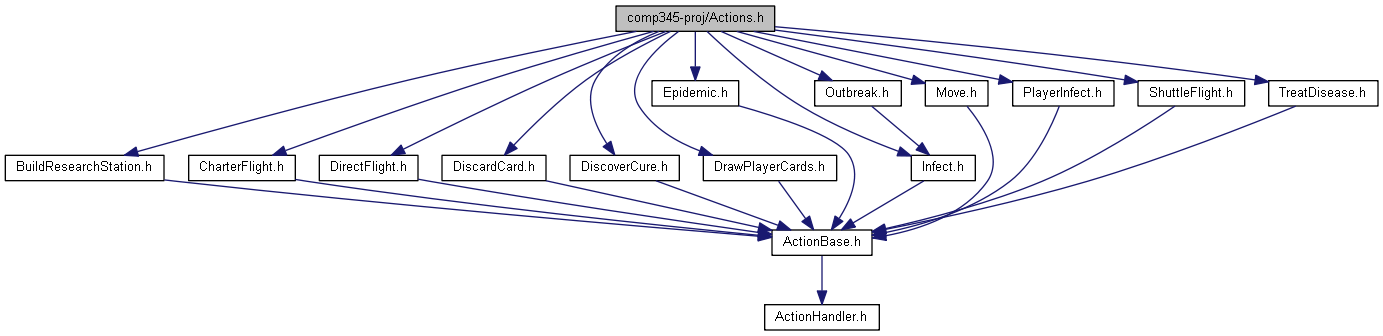 comp345-proj/Actions.h
Epidemic.h
Outbreak.h
Move.h
PlayerInfect.h
ShuttleFlight.h
TreatDisease.h
BuildResearchStation.h
CharterFlight.h
DirectFlight.h
DiscardCard.h
DiscoverCure.h
DrawPlayerCards.h
Infect.h
ActionBase.h
ActionHandler.h